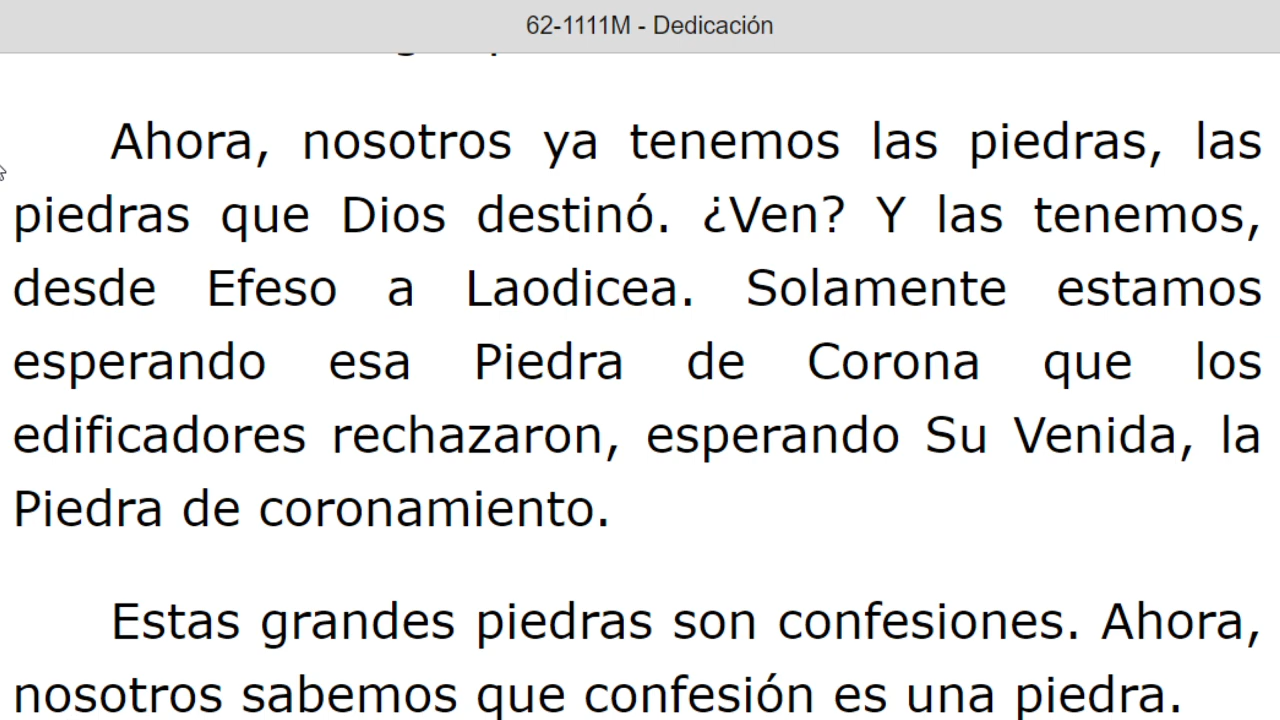 62-1111M - Dedicación
Ahora, nosotros ya tenemos las piedras, las
piedras que Dios destinó. ¿Ven? Y las tenemos,
desde Efeso a Laodicea. Solamente estamos
esperando esa Piedra de Corona que los
edificadores rechazaron, esperando Su Venida, la
Piedra de coronamiento.
Estas grandes piedras son confesiones. Ahora,
nosotros sabemos que confesión es una piedra.